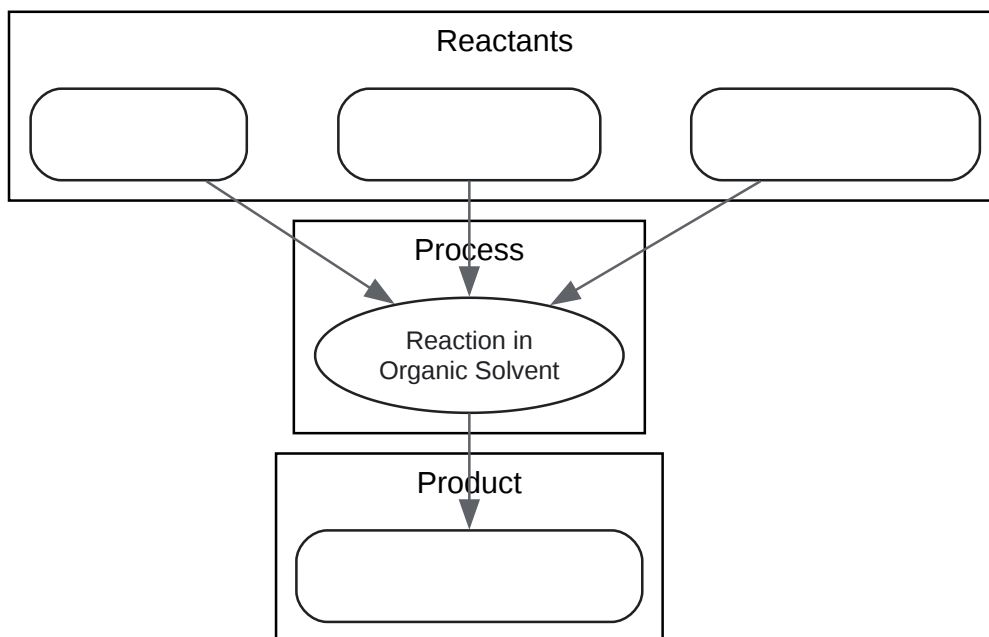 Reactants
Process
Reaction in
Organic Solvent
Product